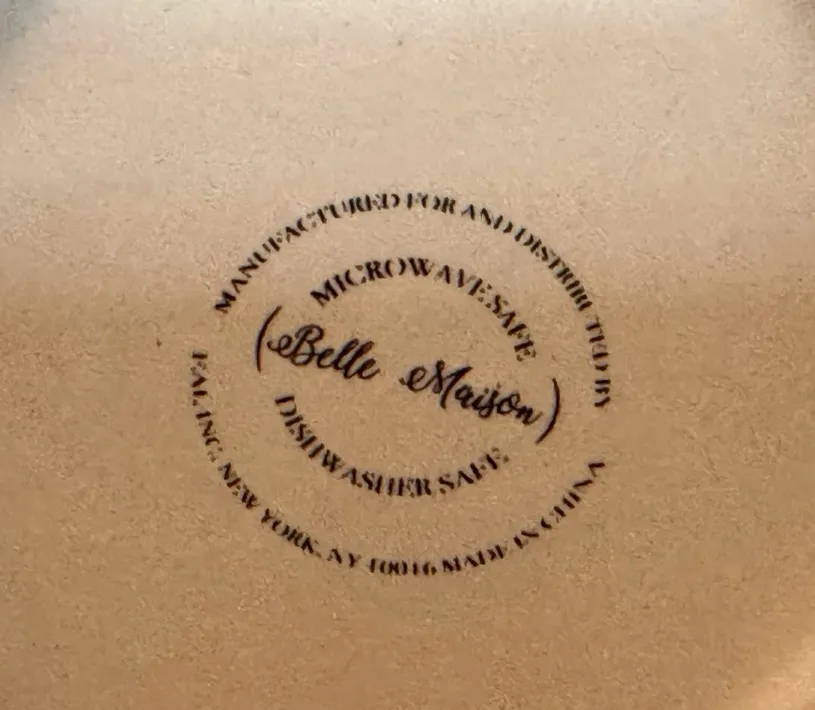 MANUFACTURED FOR AND DISTRIBUTED BY
MICROWAVE SAFE
(Belle Maison)
DISHWASHER SAFE
INC. NEW YORK, NY 10016 MADE IN CHINA